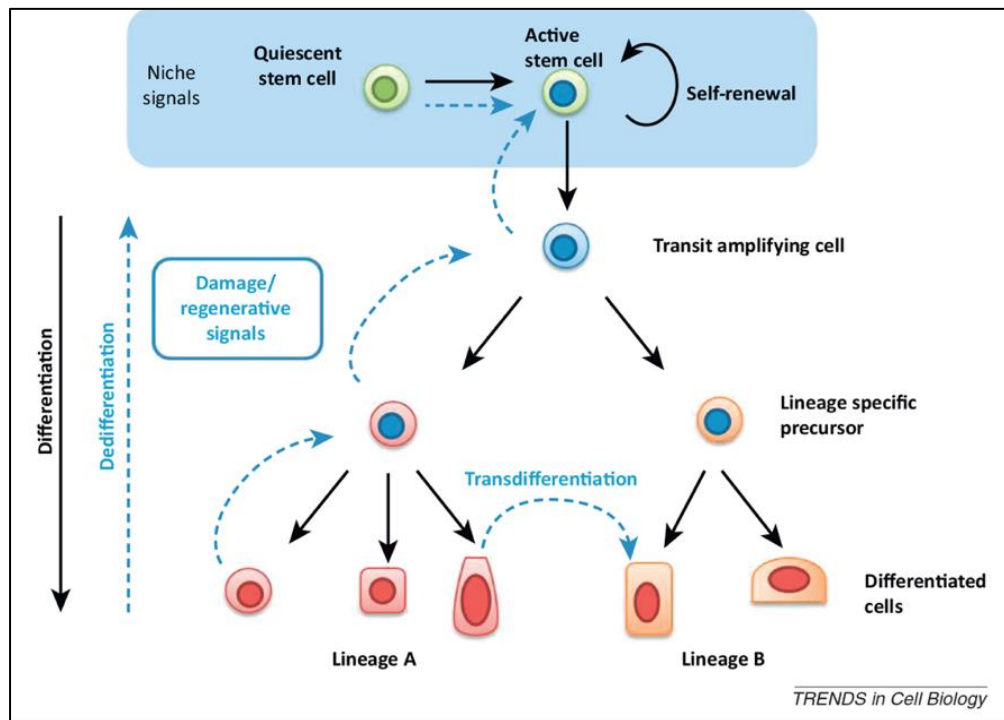 Niche
signals
Quiescent
stem cell
Active
stem cell
Self-renewal
Transit amplifying cell
Damage/
regenerative
signals
Differentiation
Dedifferentiation
Lineage specific
precursor
Transdifferentiation
Differentiated
cells
Lineage A
Lineage B
TRENDS in Cell Biology